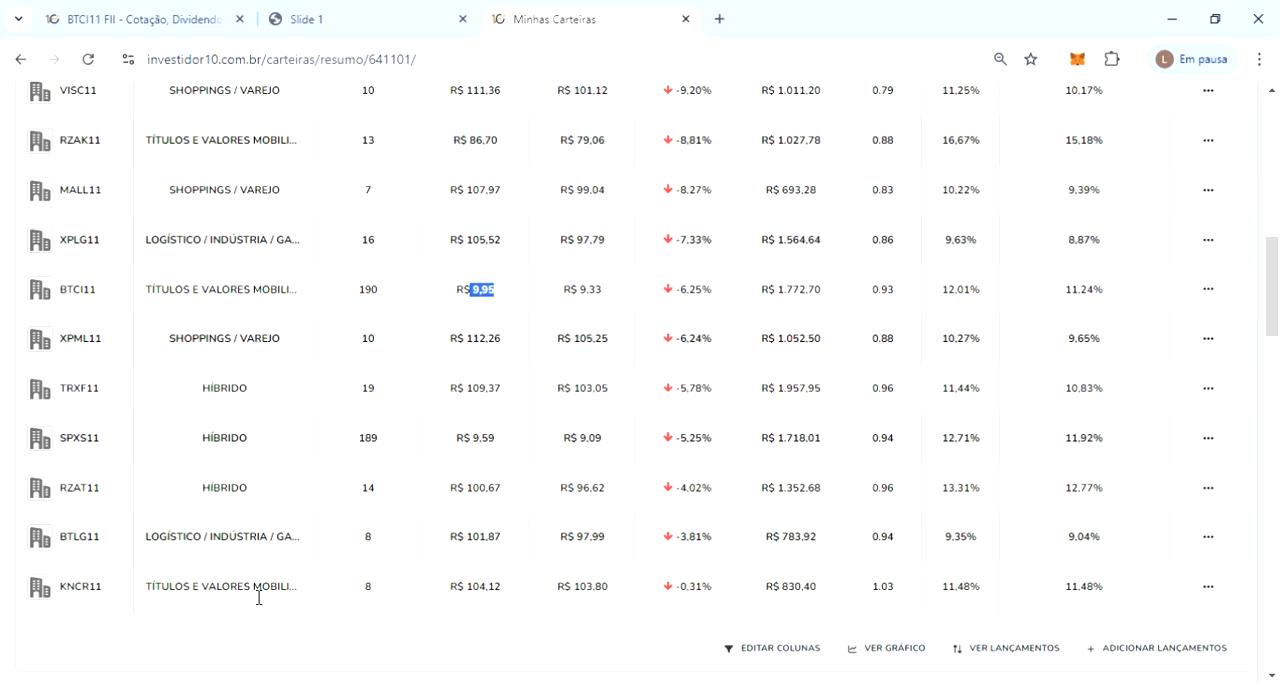 BTCI11 FII - Cotação, Dividendo
Slide 1
Minhas Carteiras
investidor10.com.br/carteiras/resumo/641101/
L Em pausa
VISC11 SHOPPINGS / VAREJO 10 R$ 111,36 R$ 101,12 -9,20% R$ 1.011,20 0.79 11,25% 10,17% ...
RZAK11 TÍTULOS E VALORES MOBILI... 13 R$ 86,70 R$ 79,06 -8,81% R$ 1.027,78 0.88 16,67% 15,18% ...
MALL11 SHOPPINGS / VAREJO 7 R$ 107,97 R$ 99,04 -8,27% R$ 693,28 0.83 10,22% 9,39% ...
XPLG11 LOGÍSTICO / INDÚSTRIA / GA... 16 R$ 105,52 R$ 97,79 -7,33% R$ 1.564,64 0.86 9,63% 8,87% ...
BTCI11 TÍTULOS E VALORES MOBILI... 190 R$ 9,95 R$ 9,33 -6,25% R$ 1.772,70 0.93 12,01% 11,24% ...
XPML11 SHOPPINGS / VAREJO 10 R$ 112,26 R$ 105,25 -6,24% R$ 1.052,50 0.88 10,27% 9,65% ...
TRXF11 HÍBRIDO 19 R$ 109,37 R$ 103,05 -5,78% R$ 1.957,95 0.96 11,44% 10,83% ...
SPXS11 HÍBRIDO 189 R$ 9,59 R$ 9,09 -5,25% R$ 1.718,01 0.94 12,71% 11,92% ...
RZAT11 HÍBRIDO 14 R$ 100,67 R$ 96,62 -4,02% R$ 1.352,68 0.96 13,31% 12,77% ...
BTLG11 LOGÍSTICO / INDÚSTRIA / GA... 8 R$ 101,87 R$ 97,99 -3,81% R$ 783,92 0.94 9,35% 9,04% ...
KNCR11 TÍTULOS E VALORES MOBILI... 8 R$ 104,12 R$ 103,80 -0,31% R$ 830,40 1.03 11,48% 11,48% ...
EDITAR COLUNAS VER GRÁFICO VER LANÇAMENTOS + ADICIONAR LANÇAMENTOS